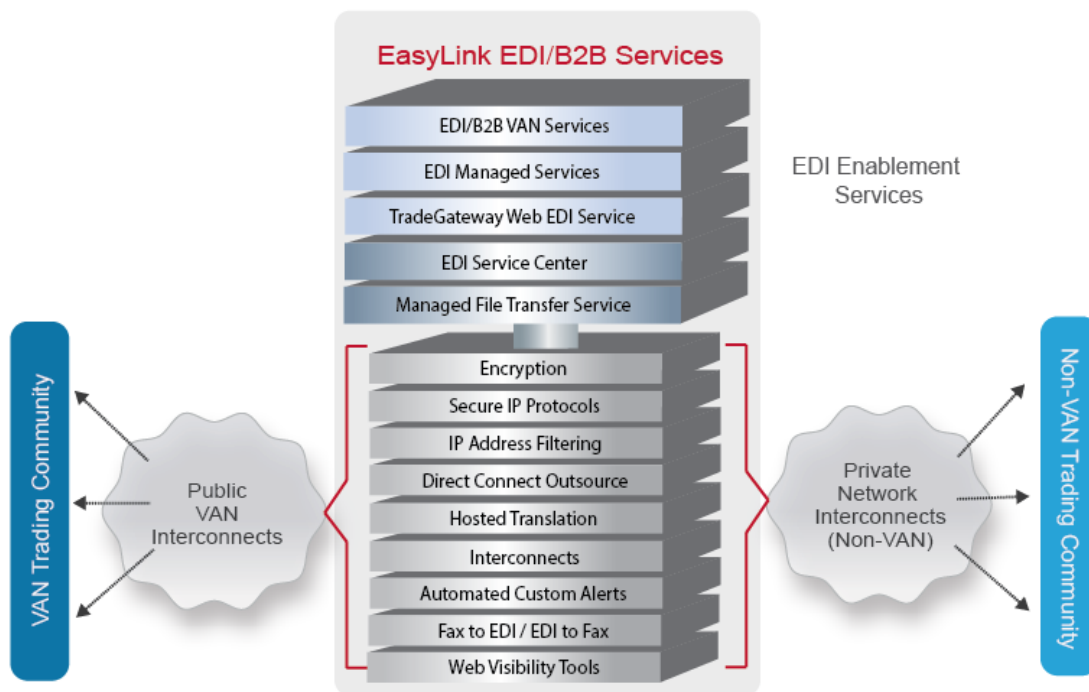 EasyLink EDI/B2B Services
EDI/B2B VAN Services
EDI Managed Services
TradeGateway Web EDI Service
EDI Service Center
Managed File Transfer Service
EDI Enablement
Services
Encryption
Secure IP Protocols
IP Address Filtering
Direct Connect Outsource
Hosted Translation
Interconnects
Automated Custom Alerts
Fax to EDI / EDI to Fax
Web Visibility Tools
VAN Trading Community
Public
VAN
Interconnects
Private
Network
Interconnects
(Non-VAN)
Non-VAN Trading Community